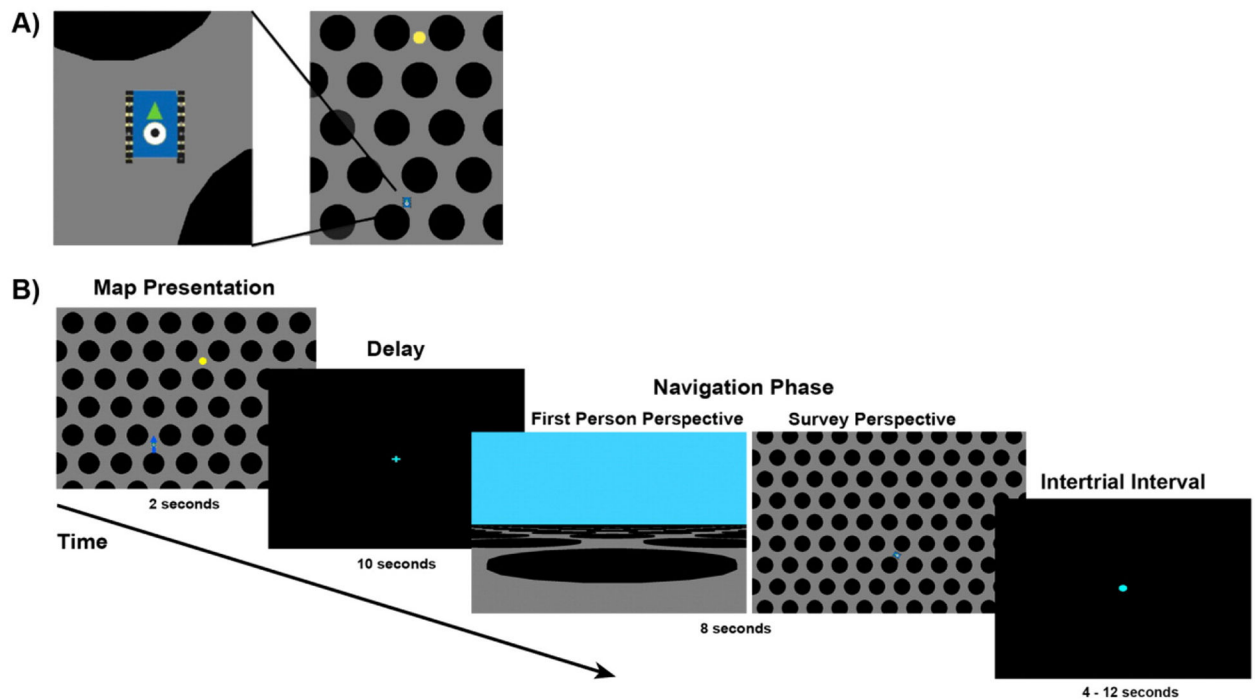 A)
B)
Map Presentation
2 seconds
Time
Delay
10 seconds
Navigation Phase
First Person Perspective
Survey Perspective
8 seconds
Intertrial Interval
4 - 12 seconds